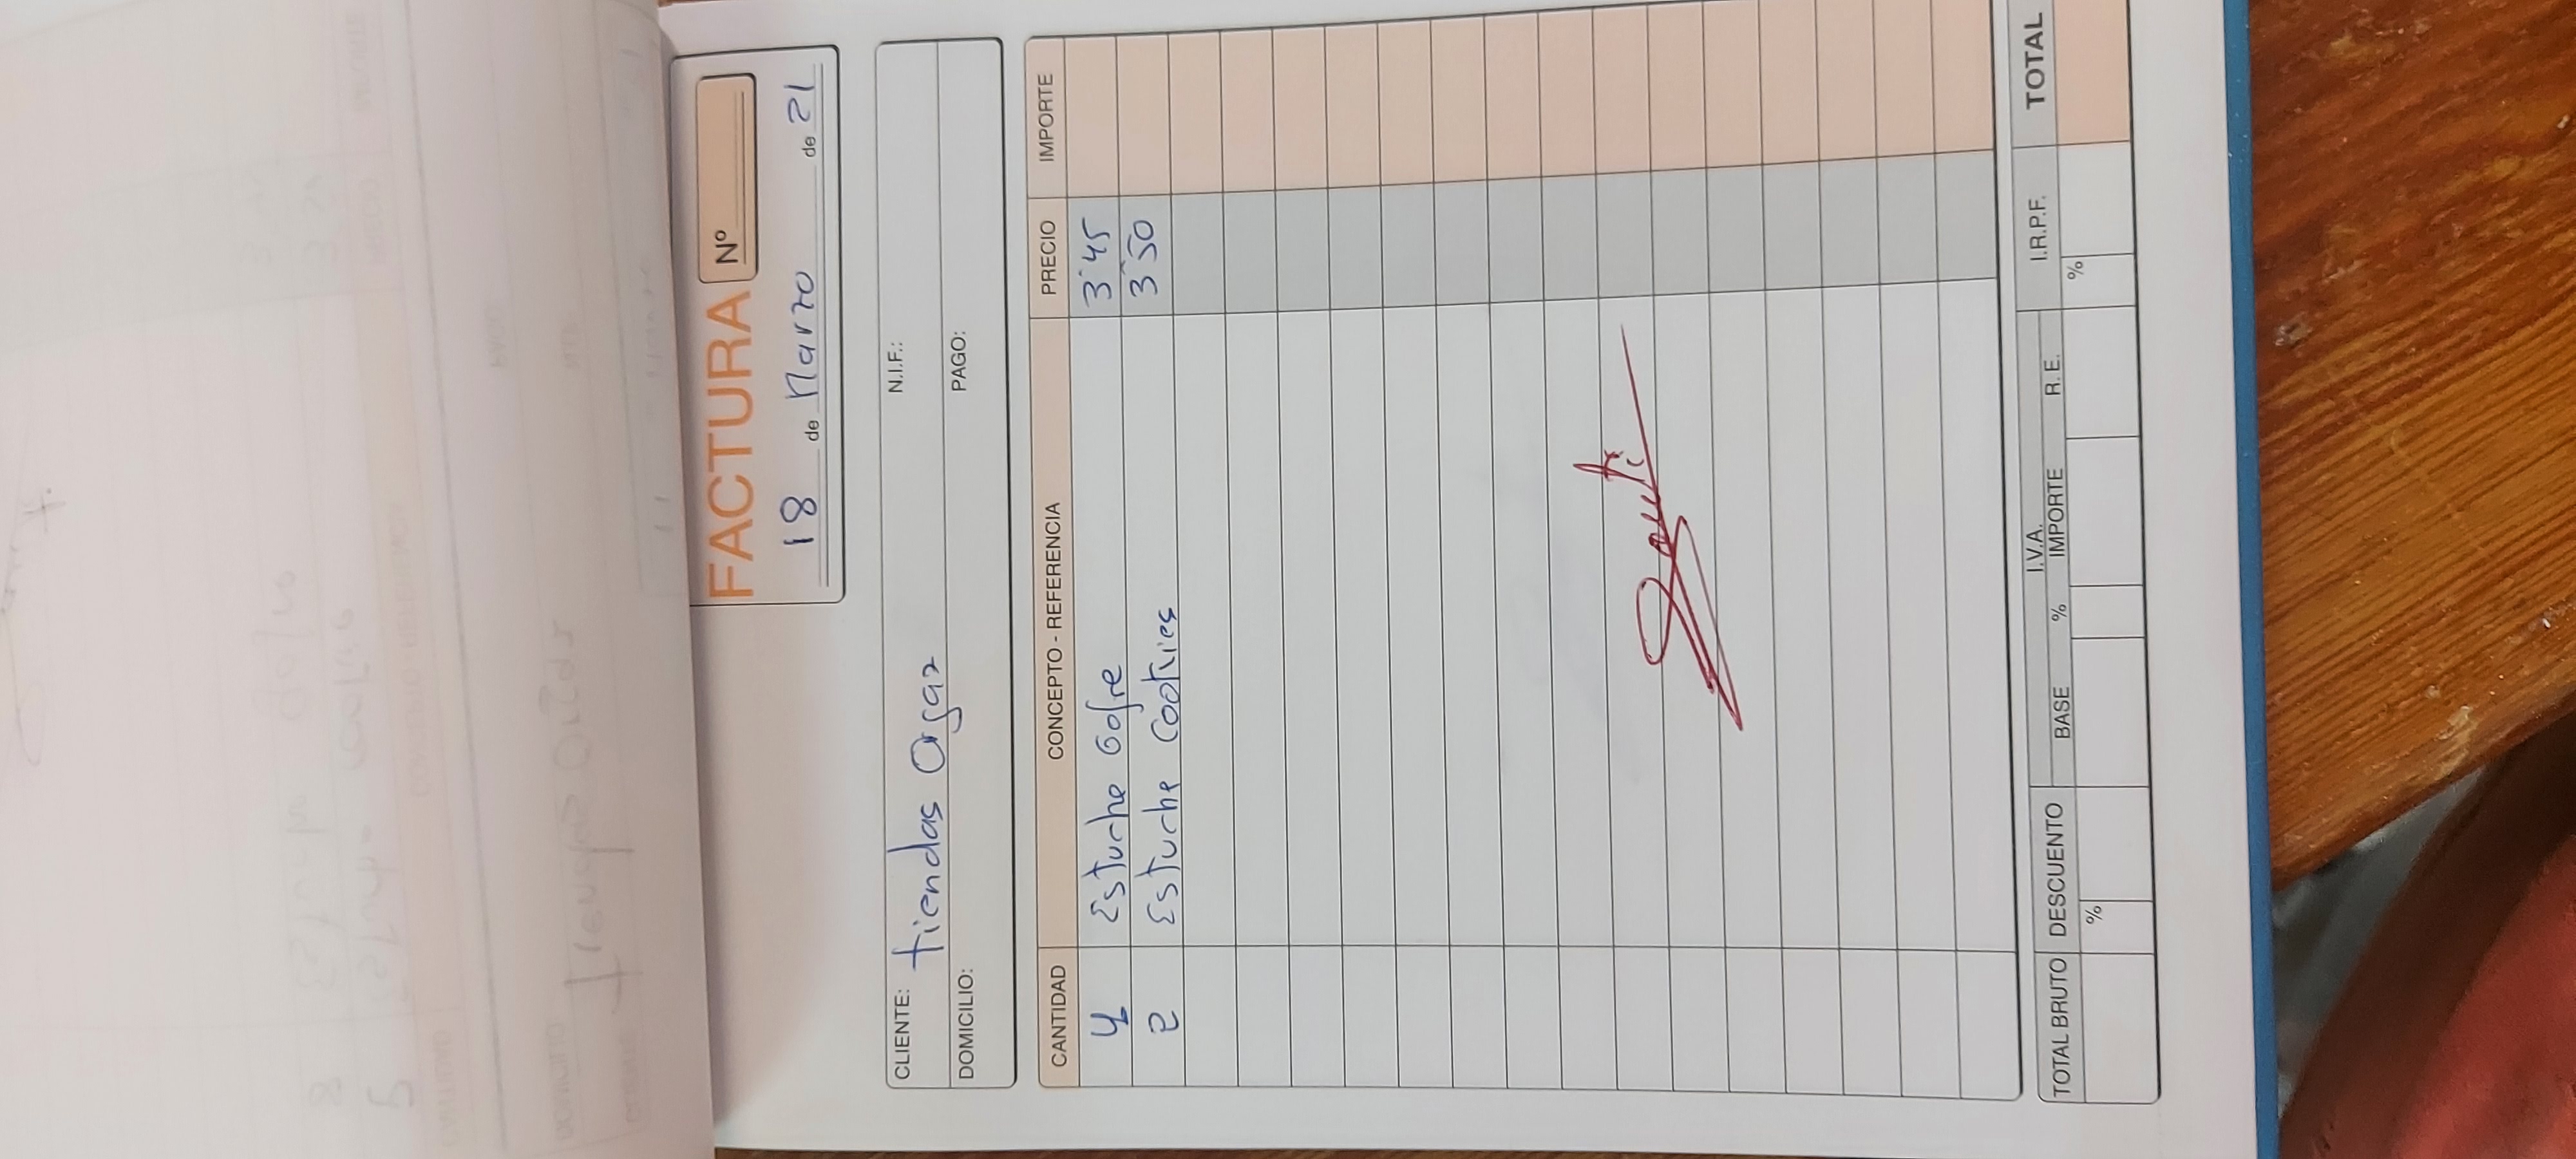 FACTURA Nº
18 de Marzo de 21
CLIENTE: tiendas Orgaz N.I.F.:
DOMICILIO: PAGO:
CANTIDAD CONCEPTO - REFERENCIA PRECIO IMPORTE
4 Estuche Gofre 3'45
2 Estuche Cookies 3'50
TOTAL BRUTO DESCUENTO I.V.A. I.R.P.F. TOTAL
BASE % IMPORTE R.E.
% %